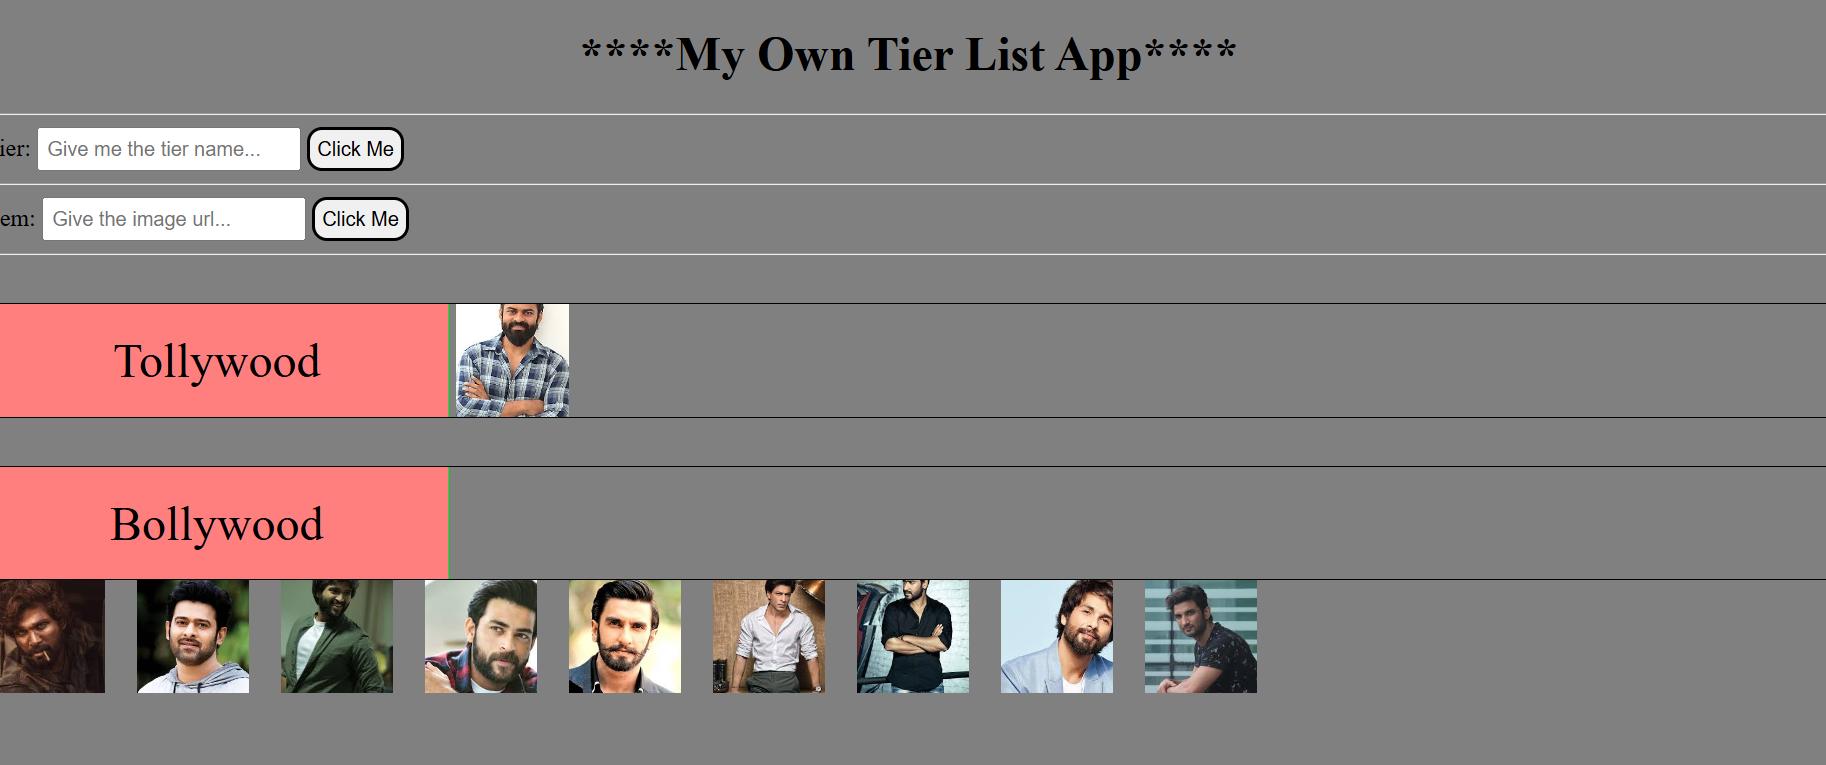 ****My Own Tier List App****
ier: Give me the tier name... Click Me
em: Give the image url... Click Me
Tollywood
Bollywood